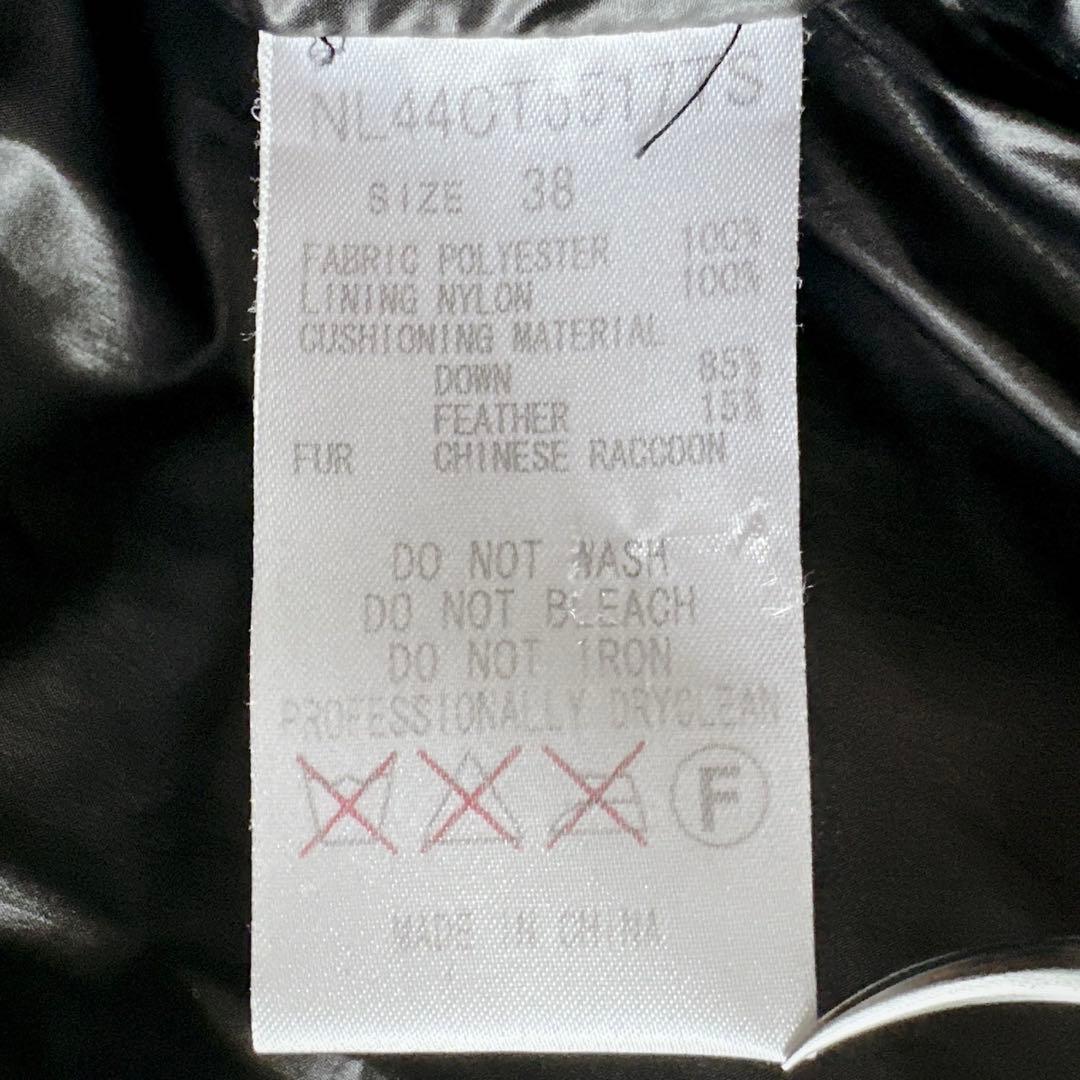 NL44CT55177S
SIZE 38
FABRIC POLYESTER 100%
LINING NYLON 100%
CUSHIONING MATERIAL
DOWN 85%
FEATHER 15%
FUR CHINESE RACCOON
DO NOT WASH
DO NOT BLEACH
DO NOT IRON
PROFESSIONALLY DRYCLEAN
F
MADE IN CHINA